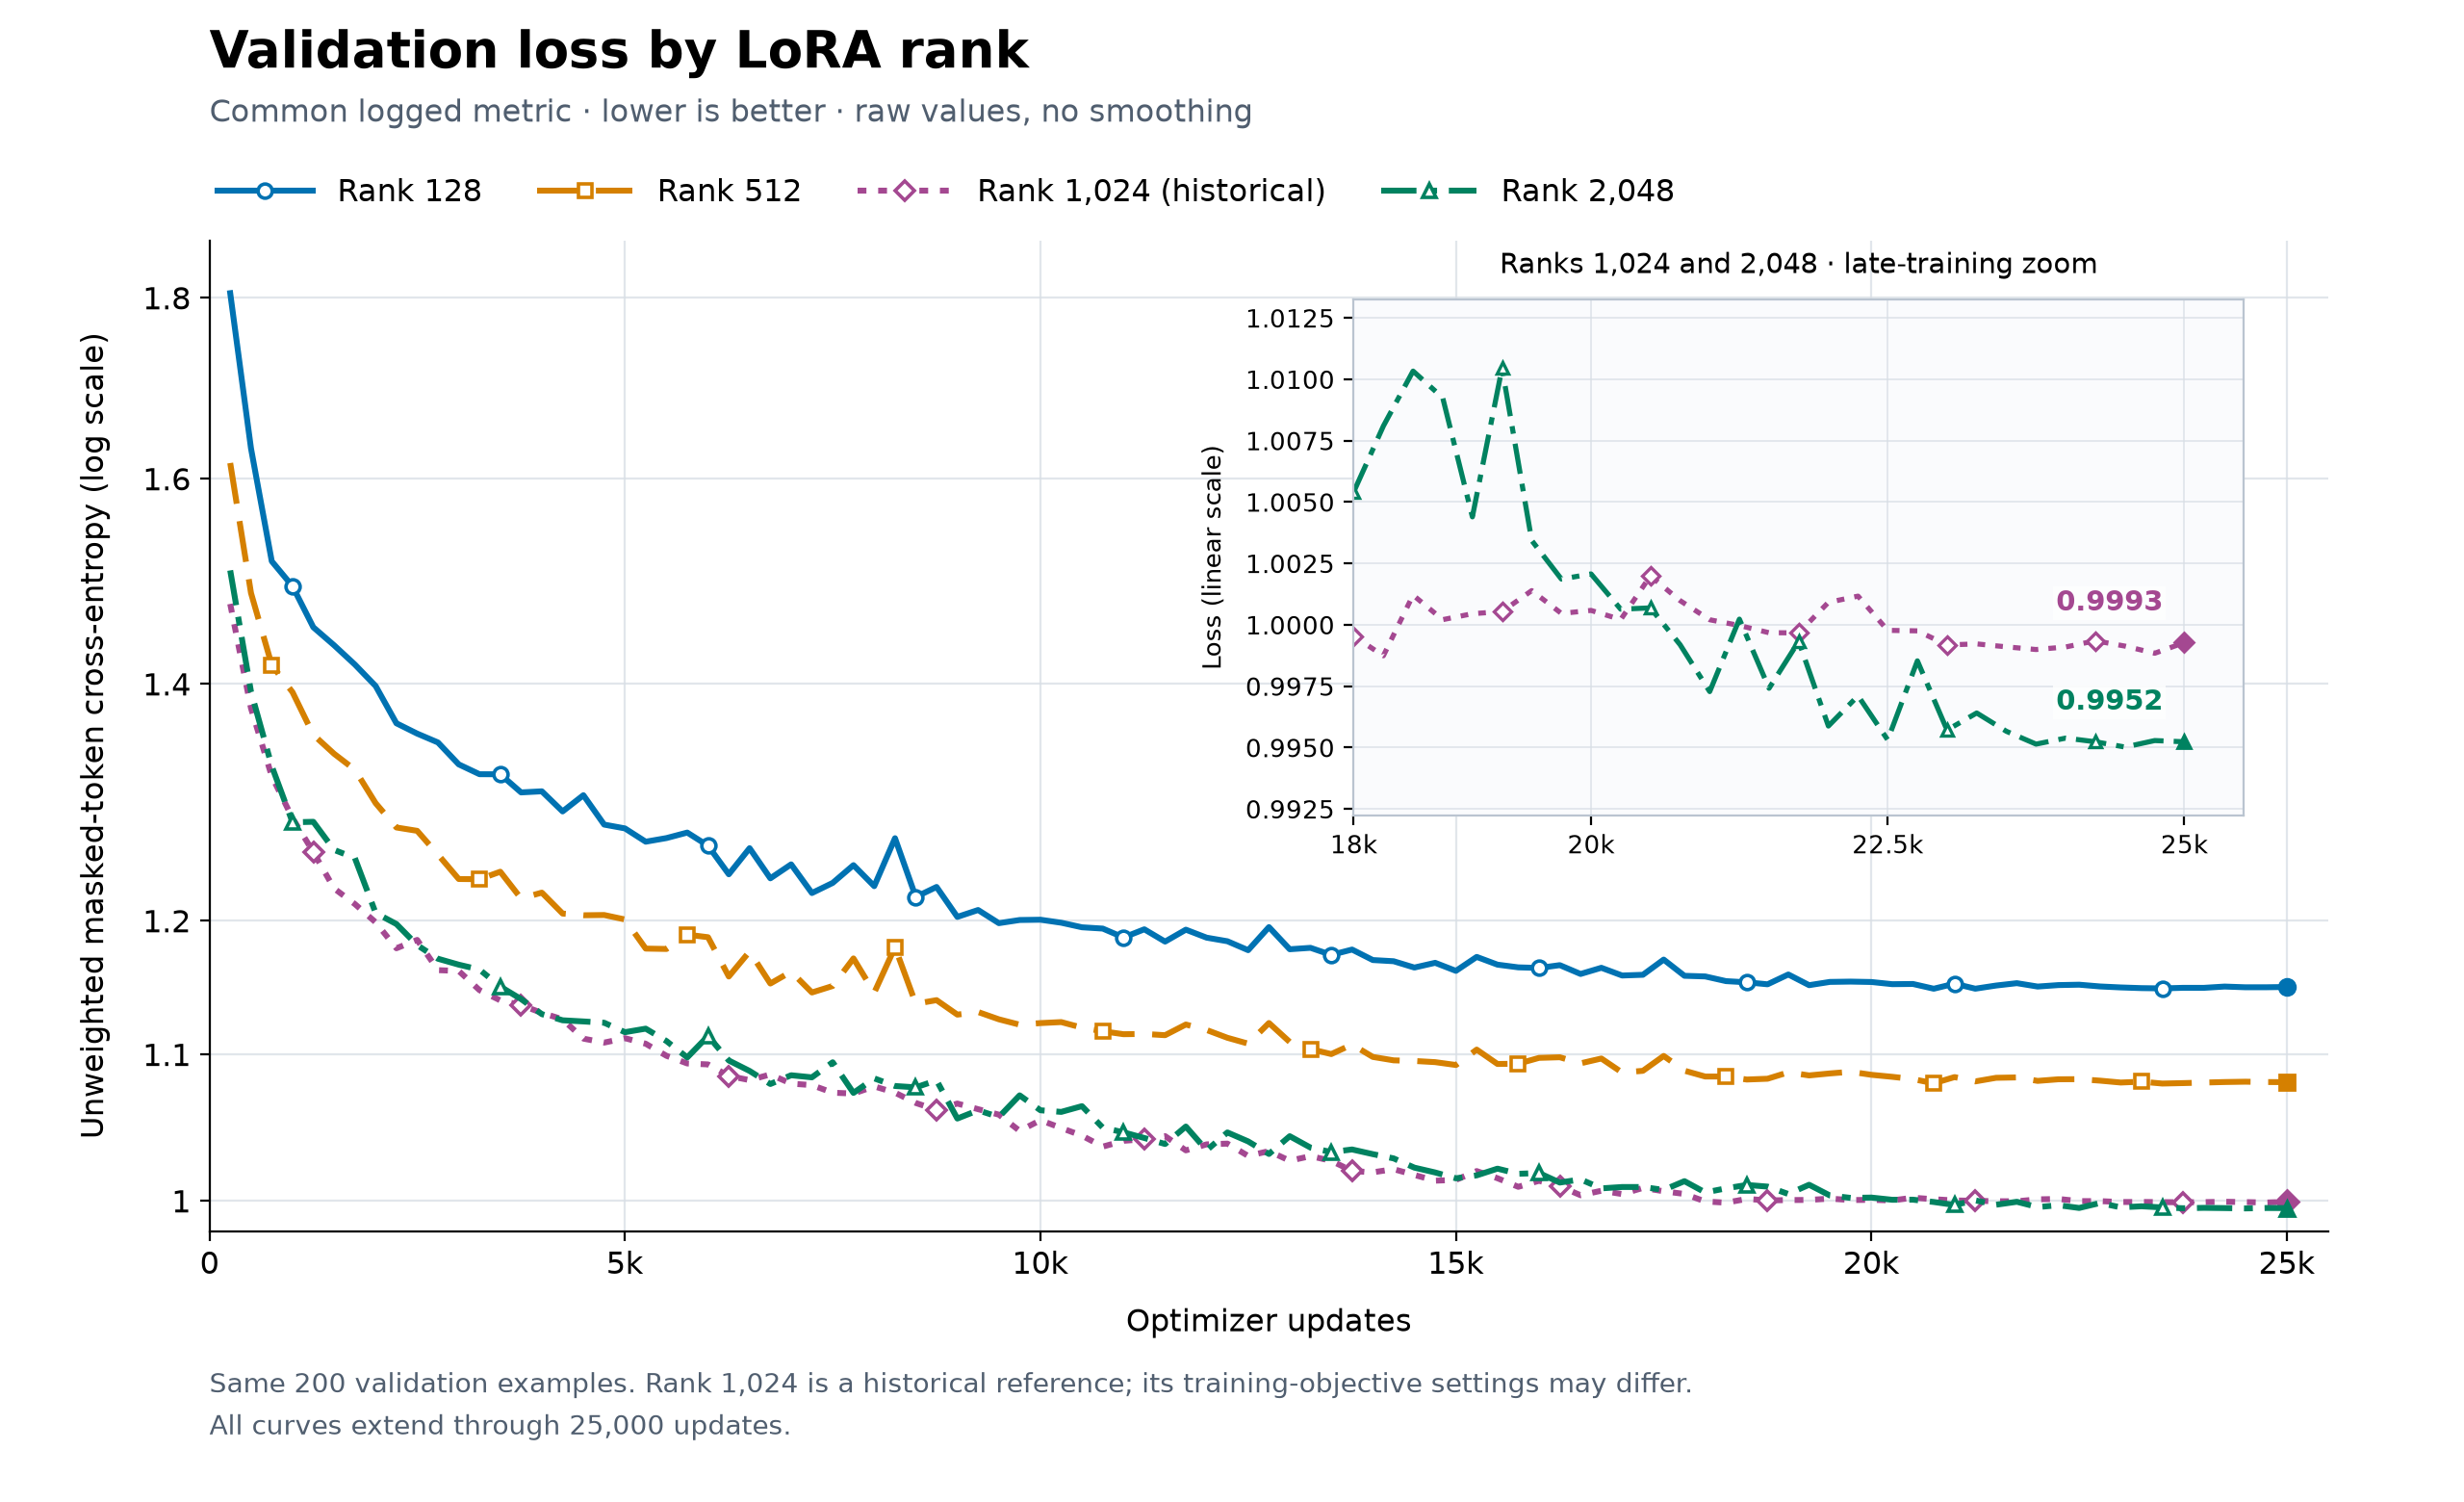 Validation loss by LoRA rank
Common logged metric · lower is better · raw values, no smoothing
Rank 128
Rank 512
Rank 1,024 (historical)
Rank 2,048
Unweighted masked-token cross-entropy (log scale)
1.8
1.6
1.4
1.2
1.1
1
Ranks 1,024 and 2,048 · late-training zoom
Loss (linear scale)
1.0125
1.0100
1.0075
1.0050
1.0025
1.0000
0.9975
0.9950
0.9925
0.9993
0.9952
18k
20k
22.5k
25k
0
5k
10k
15k
20k
25k
Optimizer updates
Same 200 validation examples. Rank 1,024 is a historical reference; its training-objective settings may differ.
All curves extend through 25,000 updates.